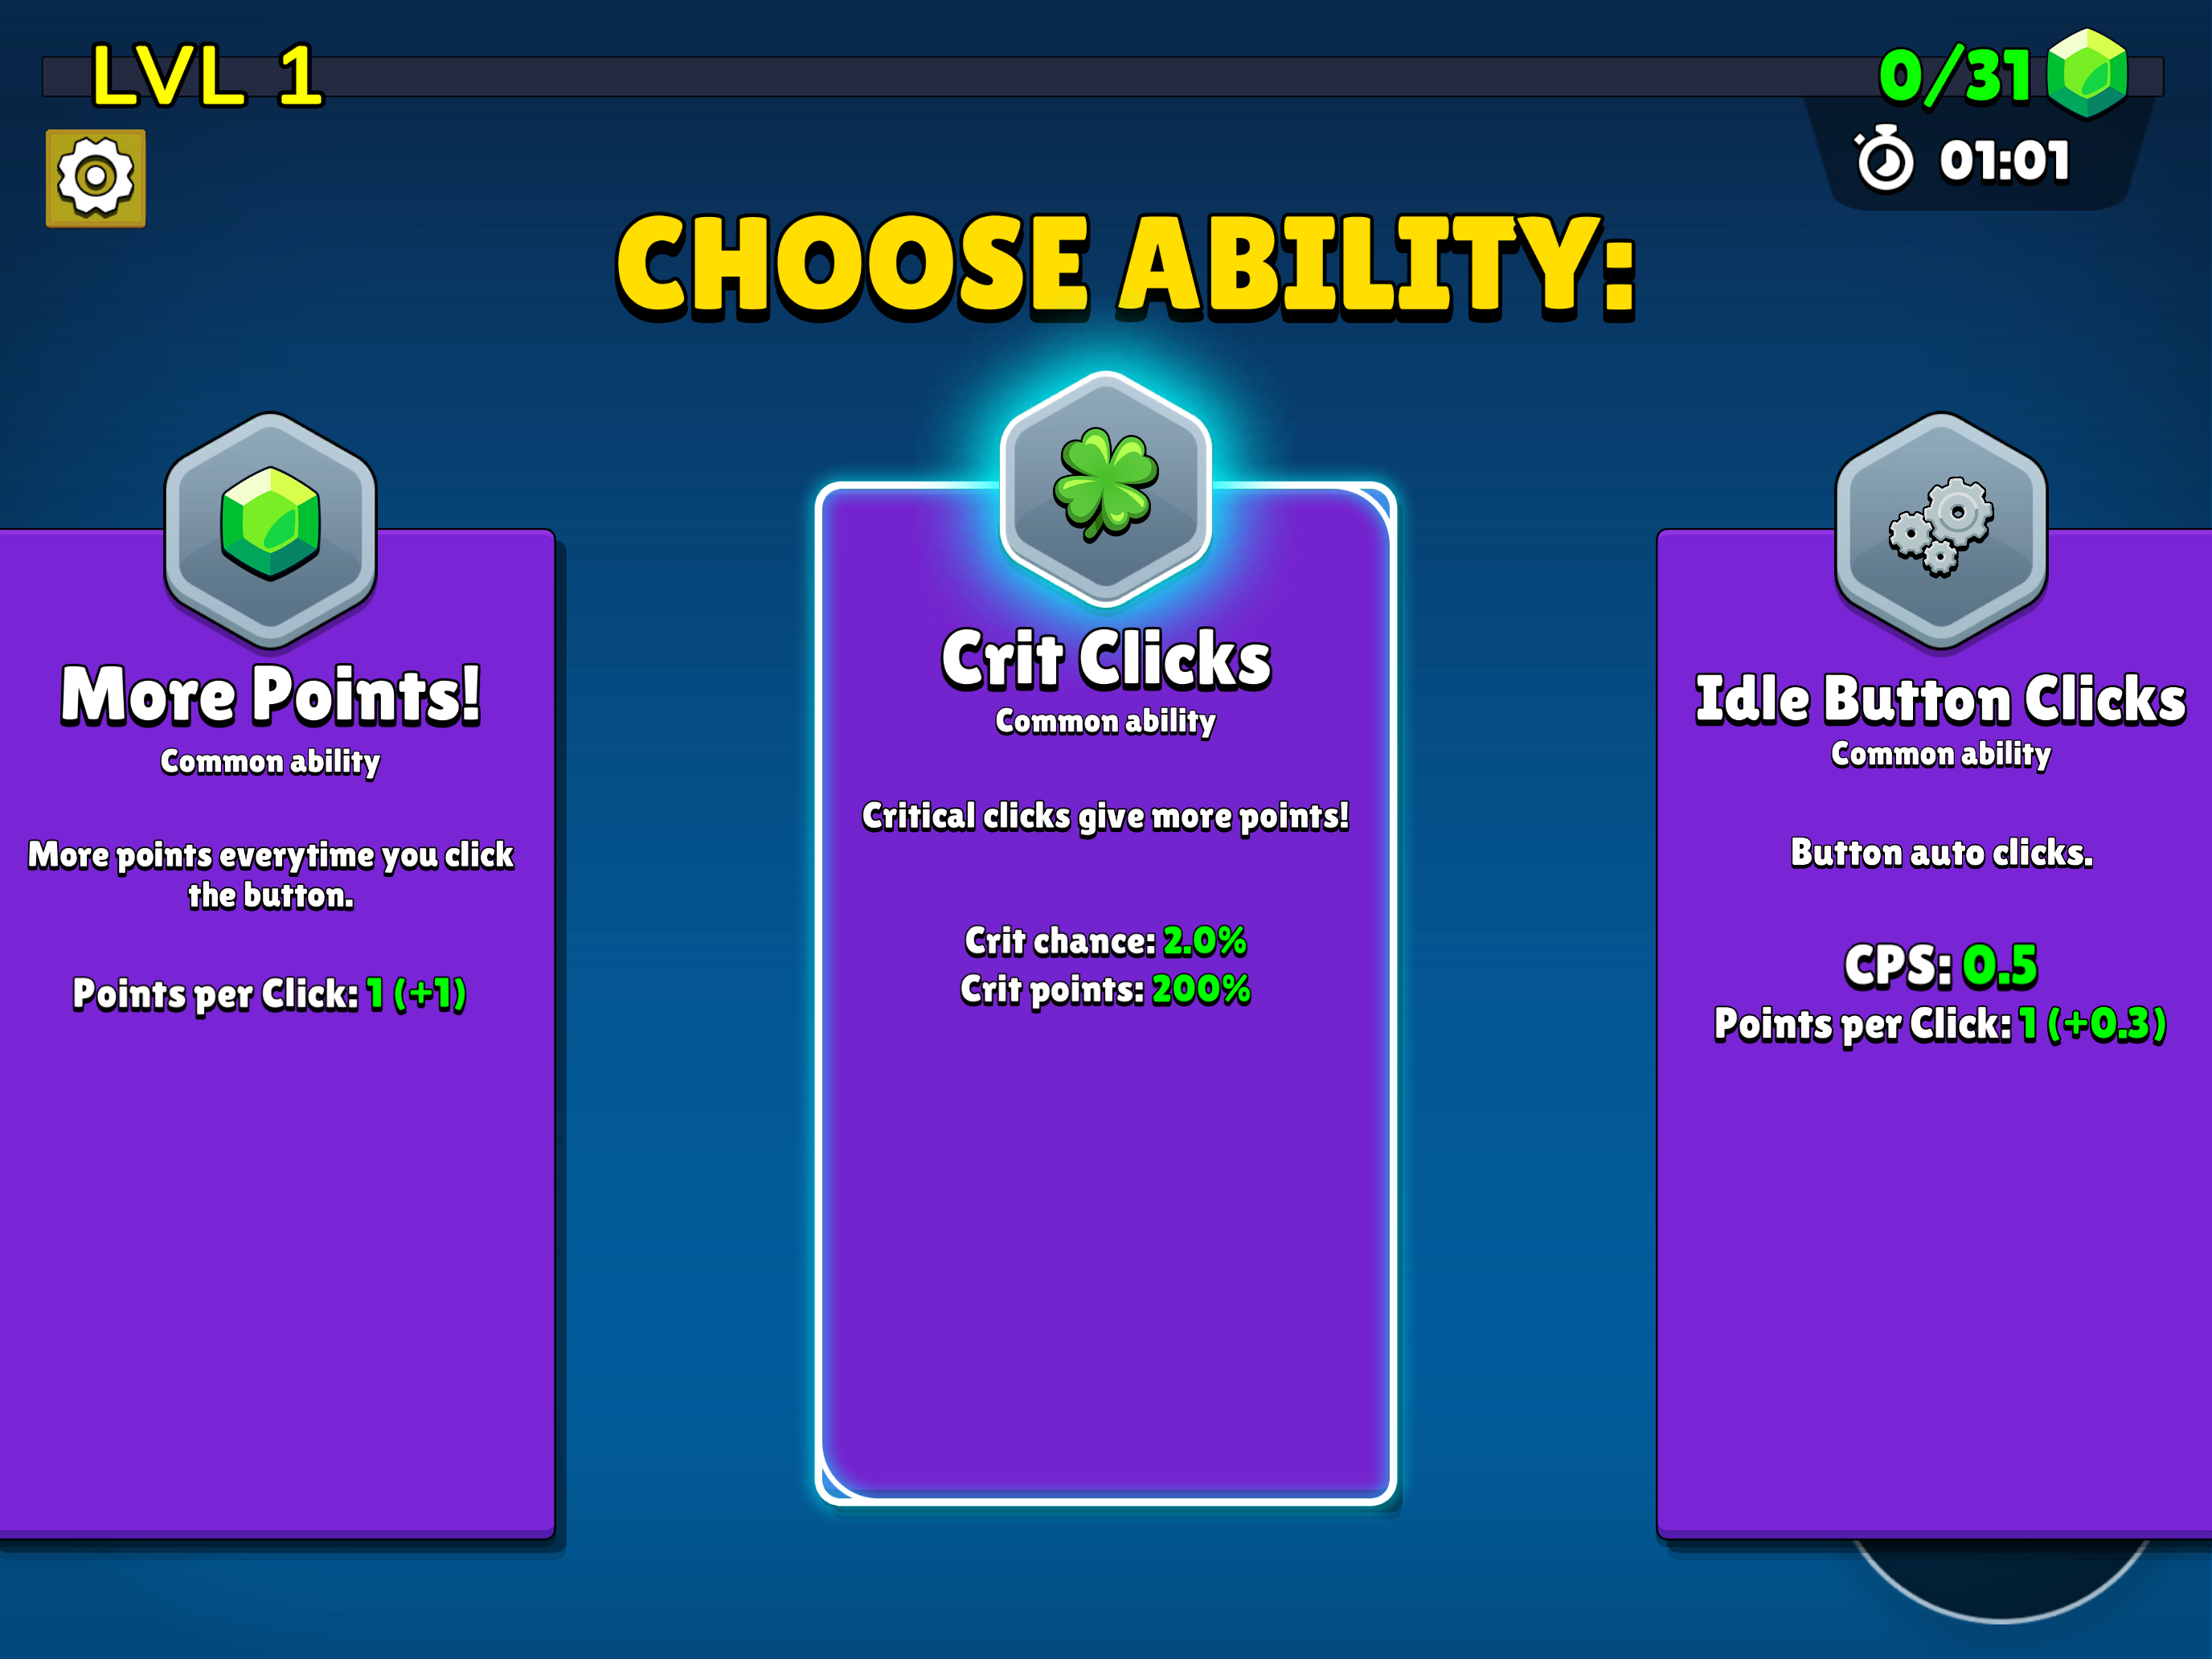 LVL 1
0/31
01:01
CHOOSE ABILITY:
More Points!
Common ability
More points everytime you click
the button.
Points per Click: 1 (+1)
Crit Clicks
Common ability
Critical clicks give more points!
Crit chance: 2.0%
Crit points: 200%
Idle Button Clicks
Common ability
Button auto clicks.
CPS: 0.5
Points per Click: 1 (+0.3)